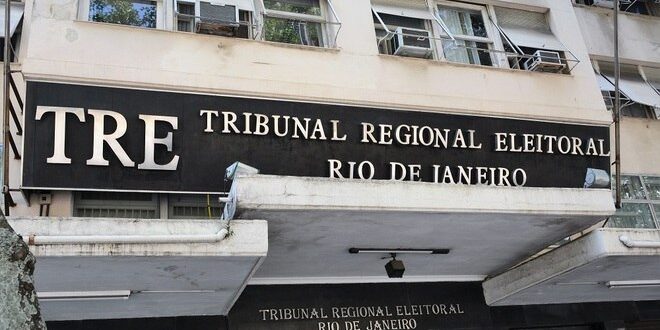 TRE TRIBUNAL REGIONAL ELEITORAL
RIO DE JANEIRO
TRIBUNAL REGIONAL ELEITORAL
RIO DE JANEIRO